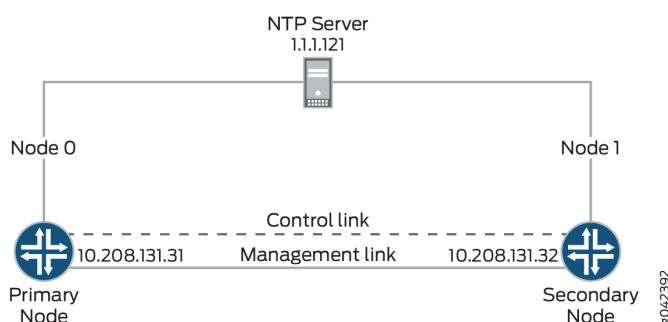 NTP Server
1.1.1.121
Node 0
Node 1
Control link
10.208.131.31
Management link
10.208.131.32
Primary
Node
Secondary
Node
g042392